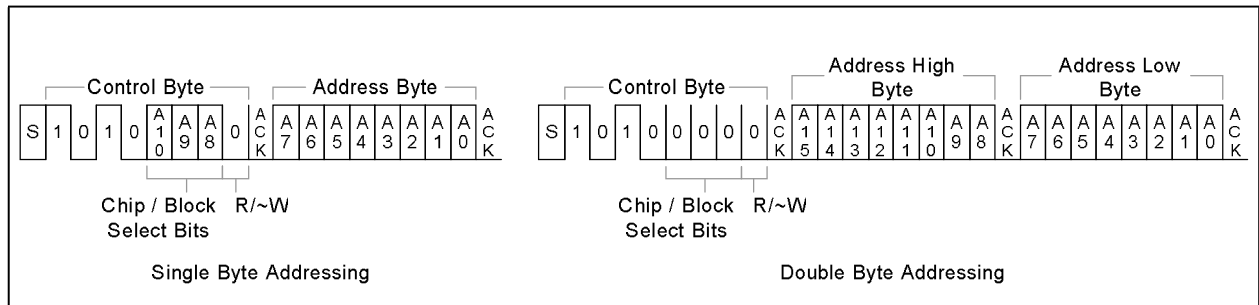 Control Byte
Address Byte
S 1 0 1 0 A10 A9 A8 0 ACK A7 A6 A5 A4 A3 A2 A1 A0 ACK
Chip / Block
Select Bits
R/~W
Single Byte Addressing
Control Byte
Address High
Byte
Address Low
Byte
S 1 0 1 0 0 0 0 0 ACK A15 A14 A13 A12 A11 A10 A9 A8 ACK A7 A6 A5 A4 A3 A2 A1 A0 ACK
Chip / Block
Select Bits
R/~W
Double Byte Addressing